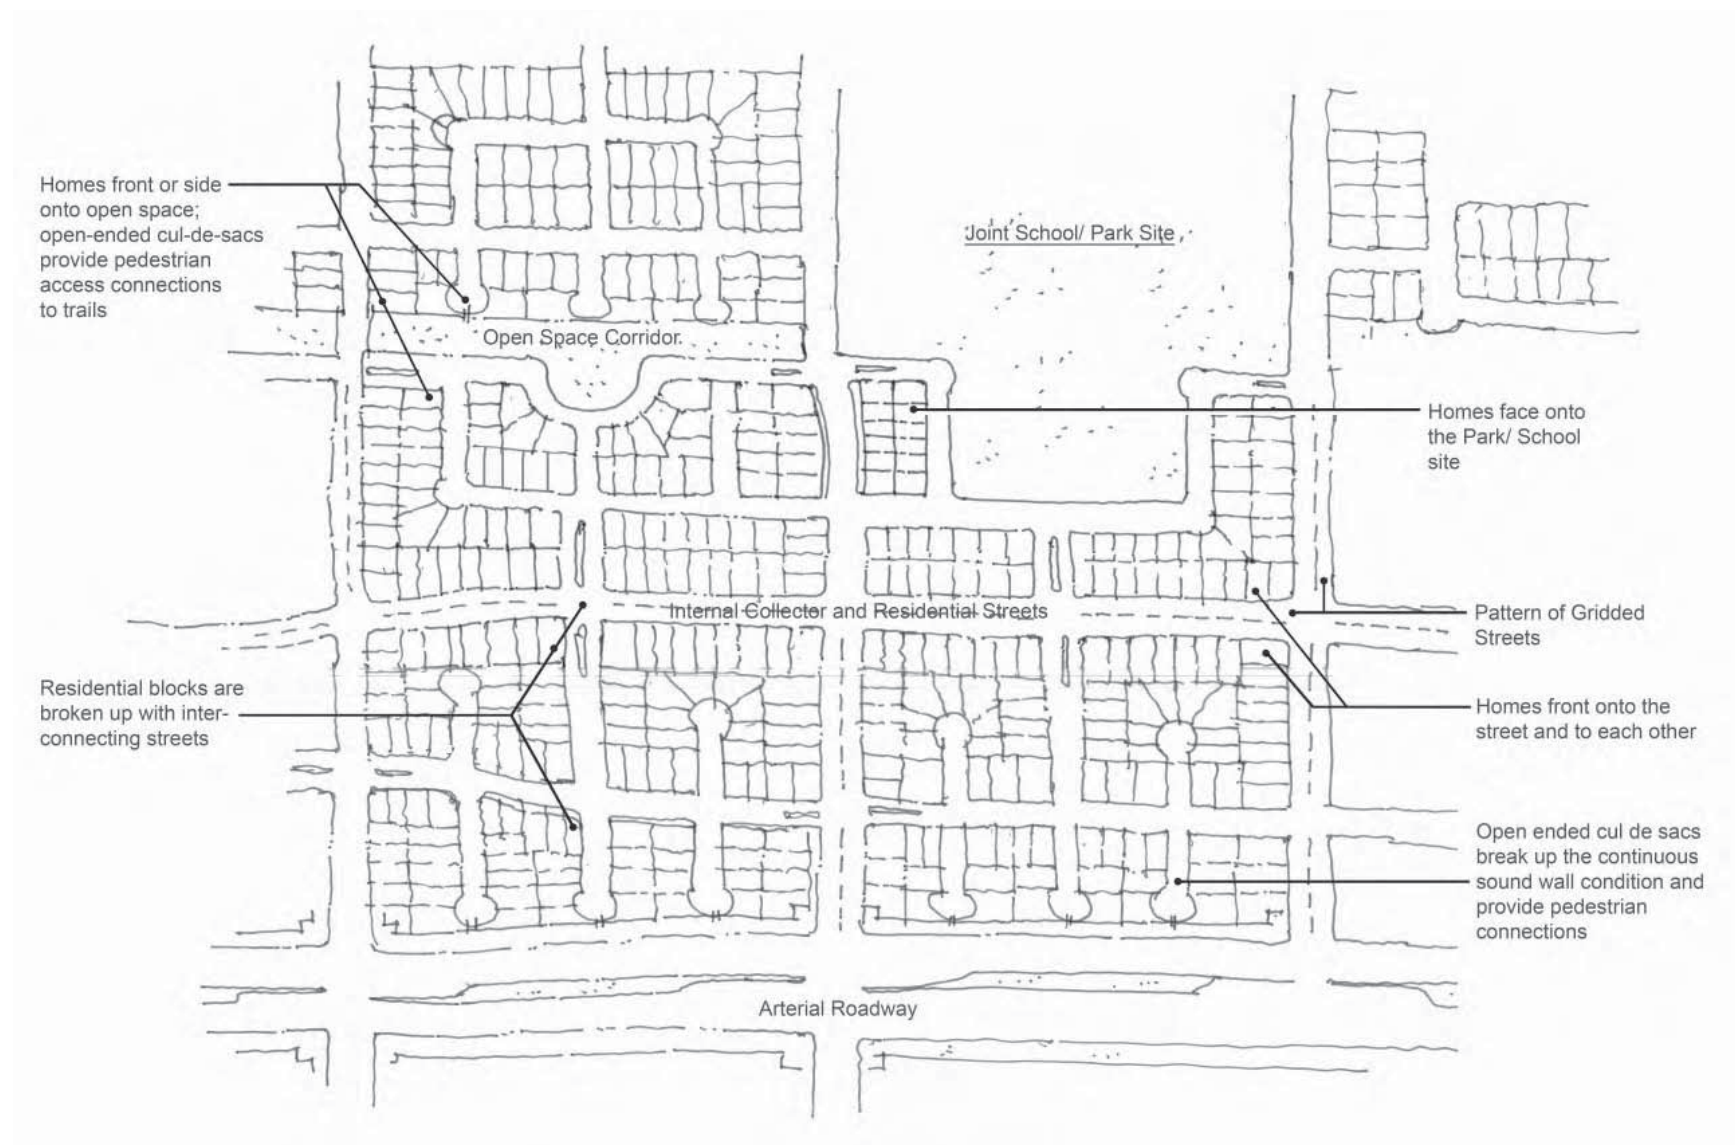 Homes front or side
onto open space;
open-ended cul-de-sacs
provide pedestrian
access connections
to trails
Joint School/ Park Site
Open Space Corridor
Homes face onto
the Park/ School
site
Internal Collector and Residential Streets
Pattern of Gridded
Streets
Residential blocks are
broken up with inter-
connecting streets
Homes front onto the
street and to each other
Open ended cul de sacs
break up the continuous
sound wall condition and
provide pedestrian
connections
Arterial Roadway